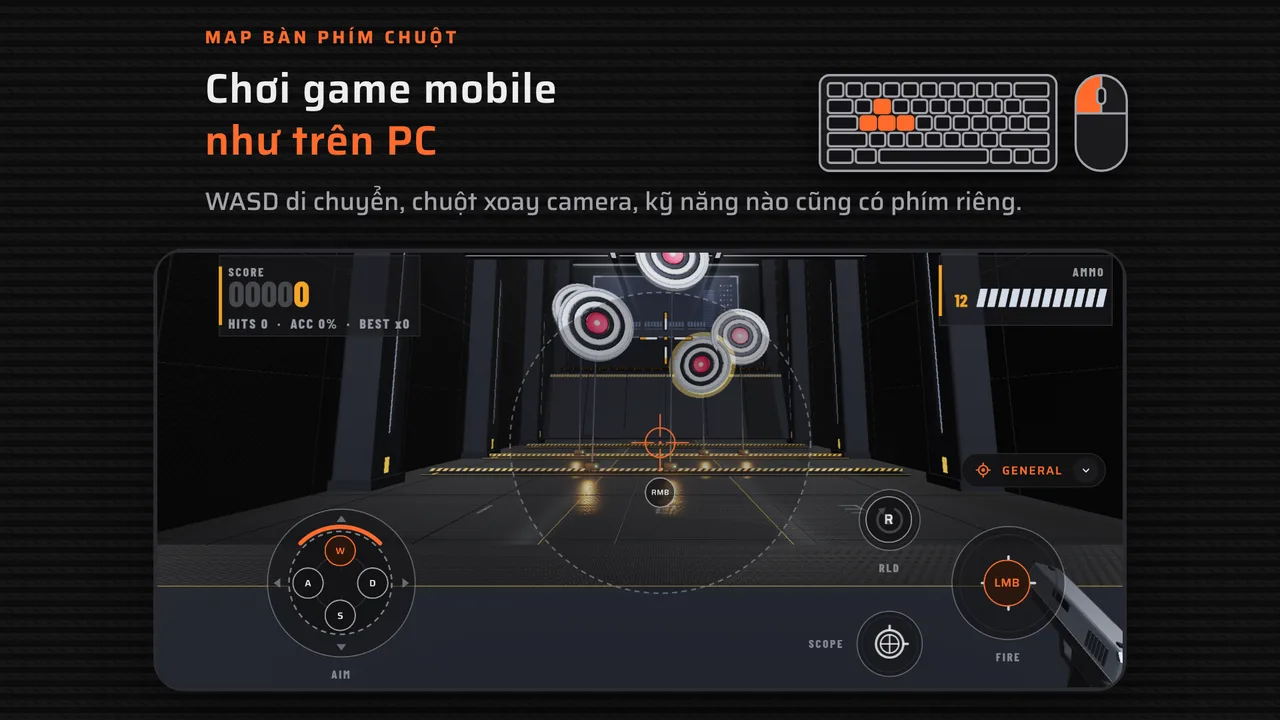 MAP BÀN PHÍM CHUỘT
Chơi game mobile
như trên PC
WASD di chuyển, chuột xoay camera, kỹ năng nào cũng có phím riêng.
SCORE
00000
HITS 0 · ACC 0% · BEST x0
AMMO
12
GENERAL
RMB
R
RLD
W
A
D
S
AIM
LMB
FIRE
SCOPE